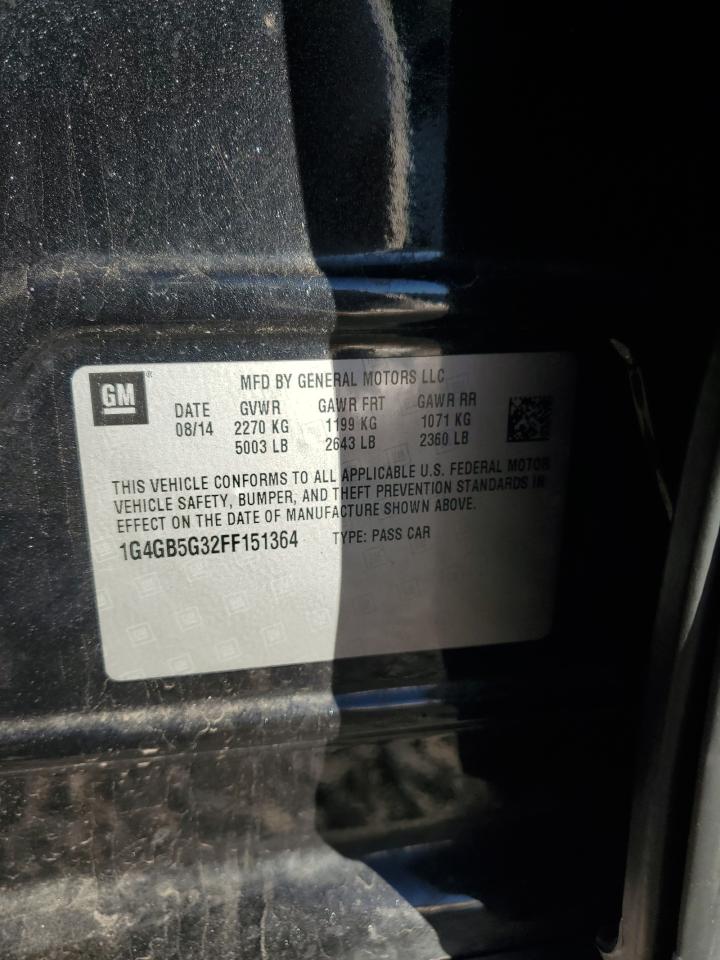 GM ®
MFD BY GENERAL MOTORS LLC
DATE GVWR GAWR FRT GAWR RR
08/14 2270 KG 1199 KG 1071 KG
5003 LB 2643 LB 2360 LB
THIS VEHICLE CONFORMS TO ALL APPLICABLE U.S. FEDERAL MOTOR
VEHICLE SAFETY, BUMPER, AND THEFT PREVENTION STANDARDS IN
EFFECT ON THE DATE OF MANUFACTURE SHOWN ABOVE.
1G4GB5G32FF151364 TYPE: PASS CAR